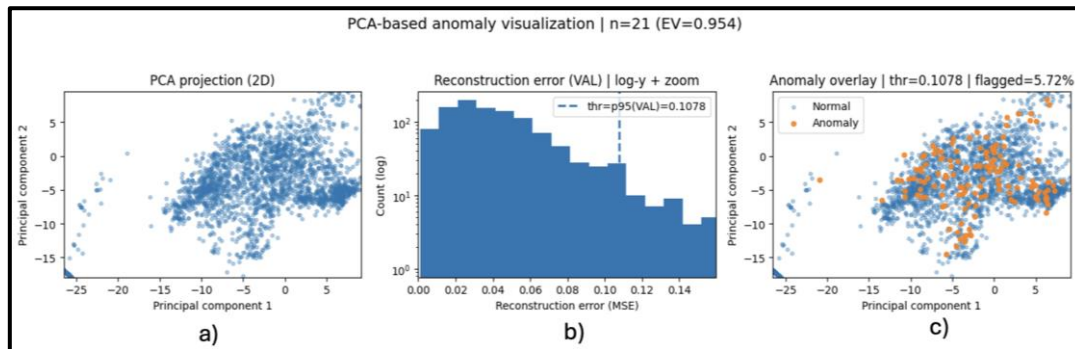 PCA-based anomaly visualization | n=21 (EV=0.954)
PCA projection (2D)
Principal component 2
5
0
−5
−10
−15
−25 −20 −15 −10 −5 0 5
Principal component 1
a)
Reconstruction error (VAL) | log-y + zoom
thr=p95(VAL)=0.1078
Count (log)
10²
10¹
10⁰
0.00 0.02 0.04 0.06 0.08 0.10 0.12 0.14
Reconstruction error (MSE)
b)
Anomaly overlay | thr=0.1078 | flagged=5.72%
Normal
Anomaly
Principal component 2
5
0
−5
−10
−15
−25 −20 −15 −10 −5 0 5
Principal component 1
c)